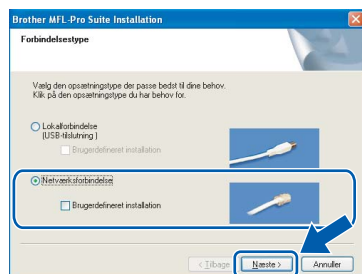 Brother MFL-Pro Suite Installation
Forbindelsestype
Vælg den opsætningstype der passe bedst til dine behov.
Klik på den opsætningstype du har behov for.
Lokalforbindelse
(USB-tilslutning )
Brugerdefineret installation
Netværksforbindelse
Brugerdefineret installation
< Tilbage
Næste >
Annuller